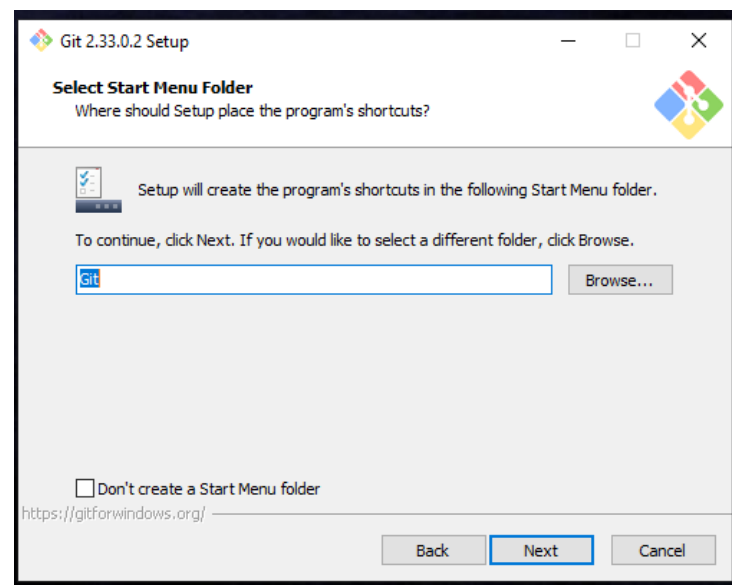 Git 2.33.0.2 Setup
Select Start Menu Folder
Where should Setup place the program's shortcuts?
Setup will create the program's shortcuts in the following Start Menu folder.
To continue, click Next. If you would like to select a different folder, click Browse.
Git
Browse...
Don't create a Start Menu folder
https://gitforwindows.org/
Back
Next
Cancel